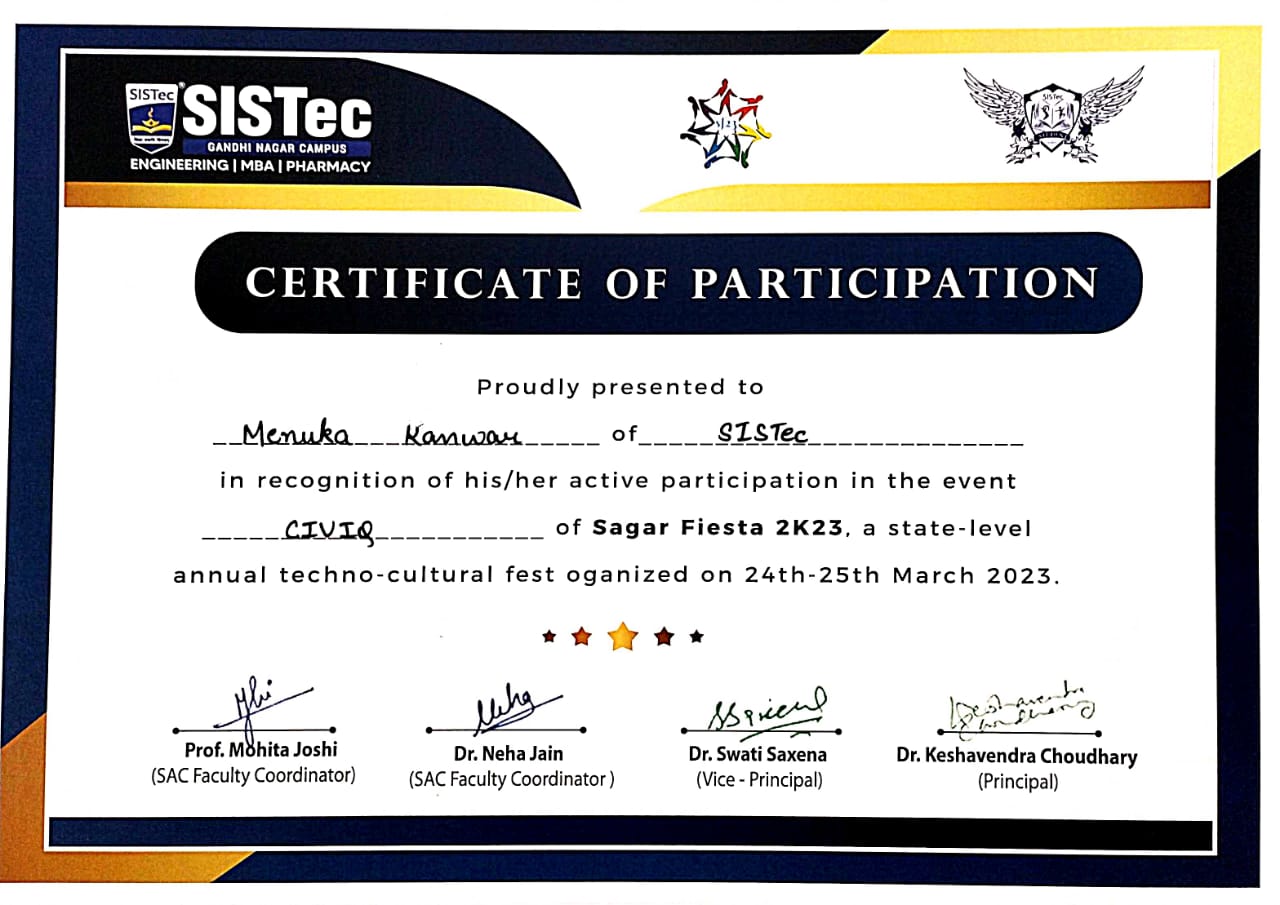 SISTec
SISTec
GANDHI NAGAR CAMPUS
ENGINEERING | MBA | PHARMACY
SISTec
CERTIFICATE OF PARTICIPATION
Proudly presented to
Menuka Kanwar of SISTec
in recognition of his/her active participation in the event
CIVIQ of Sagar Fiesta 2K23, a state-level
annual techno-cultural fest oganized on 24th-25th March 2023.
Prof. Mohita Joshi
(SAC Faculty Coordinator)
Dr. Neha Jain
(SAC Faculty Coordinator )
Dr. Swati Saxena
(Vice - Principal)
Dr. Keshavendra Choudhary
(Principal)